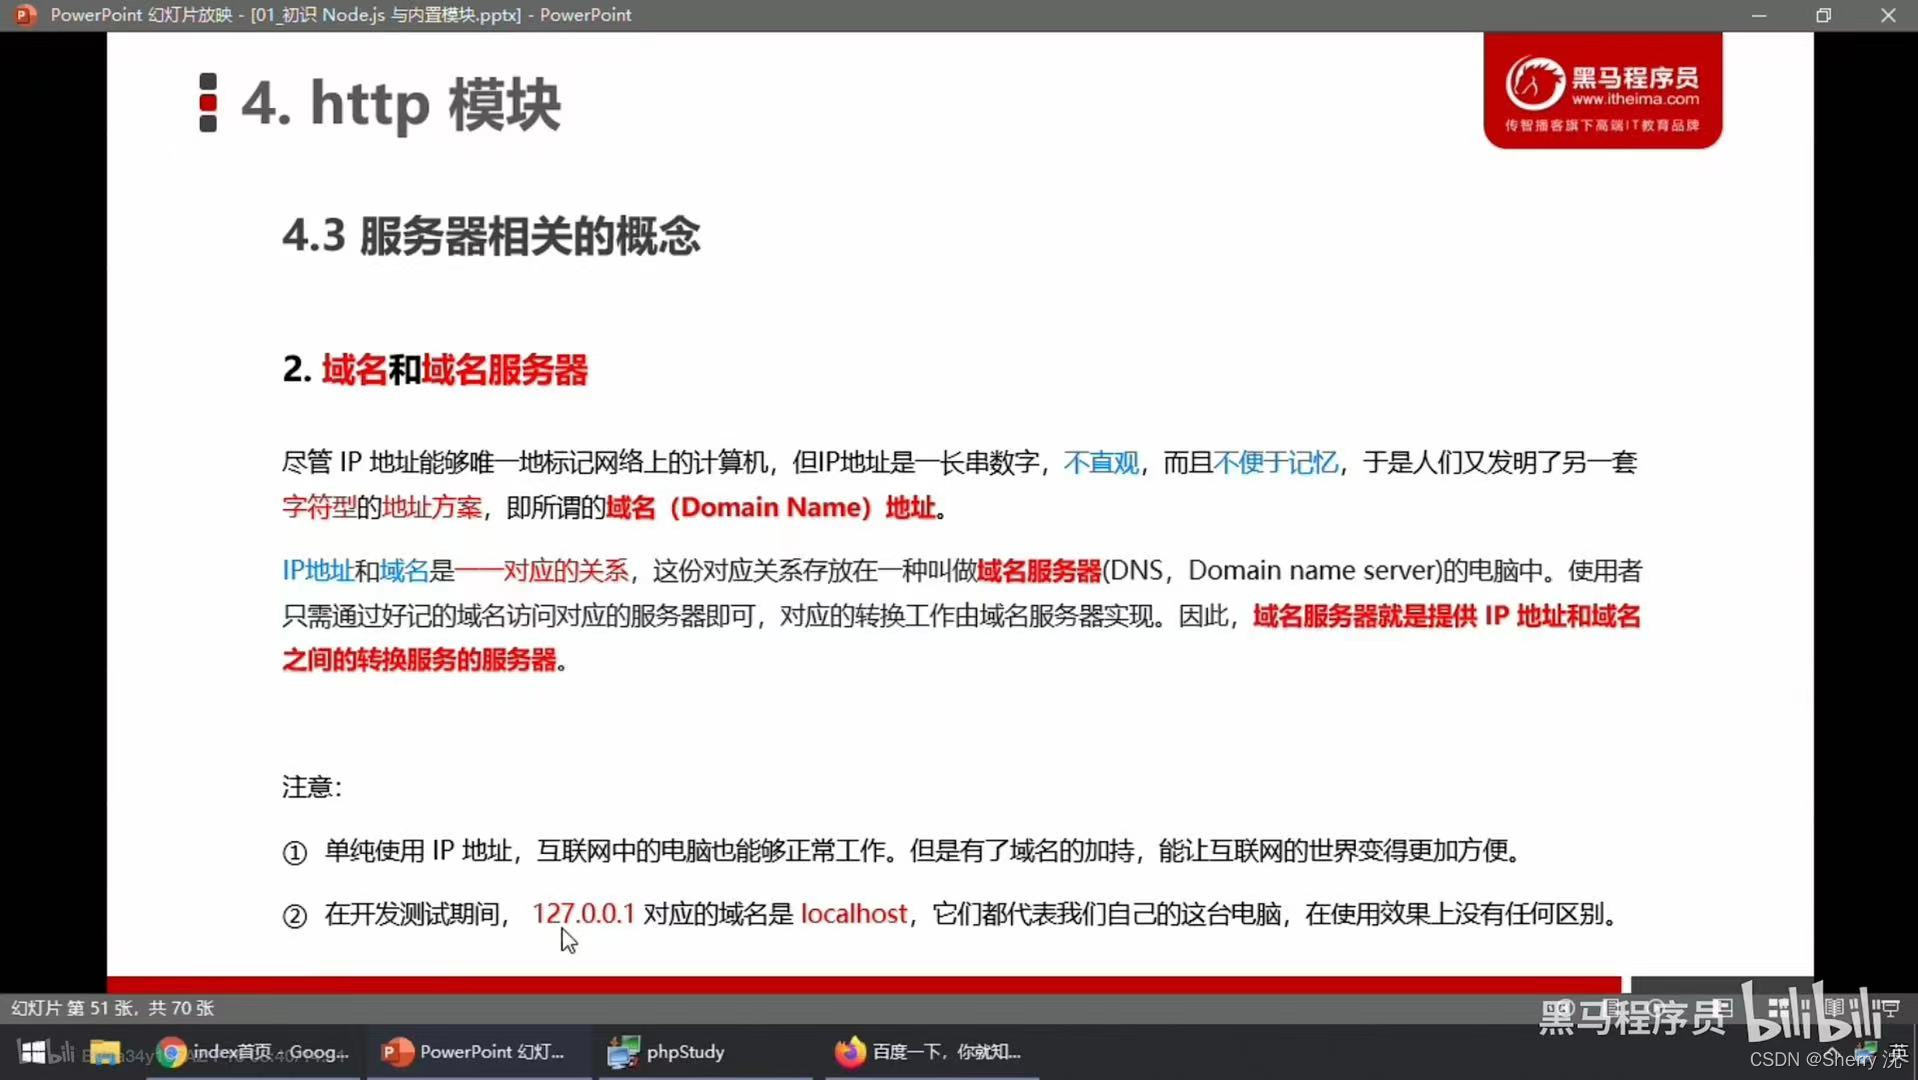 PowerPoint 幻灯片放映 - [01_初识 Node.js 与内置模块.pptx] - PowerPoint
4. http 模块
黑马程序员
www.itheima.com
传智播客旗下高端IT教育品牌
4.3 服务器相关的概念
2. 域名和域名服务器
尽管 IP 地址能够唯一地标记网络上的计算机，但IP地址是一长串数字，不直观，而且不便于记忆，于是人们又发明了另一套
字符型的地址方案，即所谓的域名（Domain Name）地址。
IP地址和域名是一一对应的关系，这份对应关系存放在一种叫做域名服务器(DNS，Domain name server)的电脑中。使用者
只需通过好记的域名访问对应的服务器即可，对应的转换工作由域名服务器实现。因此，域名服务器就是提供 IP 地址和域名
之间的转换服务的服务器。
注意：
① 单纯使用 IP 地址，互联网中的电脑也能够正常工作。但是有了域名的加持，能让互联网的世界变得更加方便。
② 在开发测试期间， 127.0.0.1 对应的域名是 localhost，它们都代表我们自己的这台电脑，在使用效果上没有任何区别。
幻灯片 第 51 张，共 70 张
黑马程序员 bilibili
index首页 - Goog...
PowerPoint 幻灯...
phpStudy
百度一下，你就知...
英
CSDN @Sherry 沈